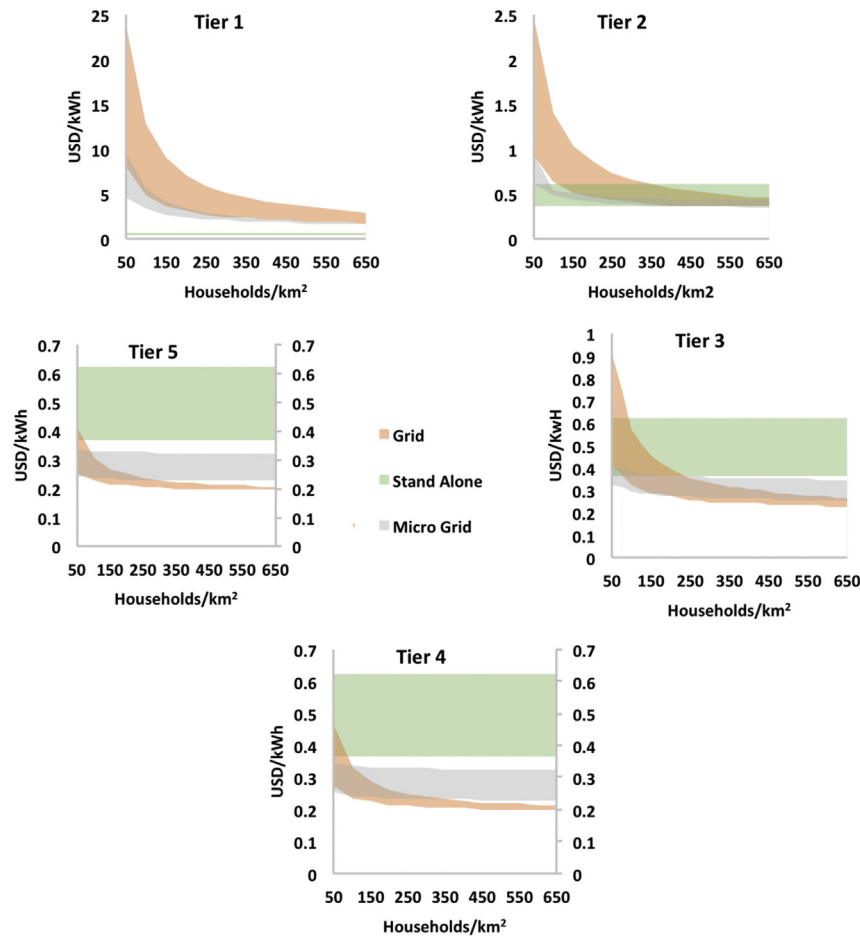 Tier 1
25
20
15
10
5
0
USD/kWh
50 150 250 350 450 550 650
Households/km²
Tier 2
2.5
2
1.5
1
0.5
0
USD/kWh
50 150 250 350 450 550 650
Households/km2
Tier 5
0.7 0.7
0.6 0.6
0.5 0.5
0.4 0.4
0.3 0.3
0.2 0.2
0.1 0.1
0 0
USD/kWh
50 150 250 350 450 550 650
Households/km²
Grid
Stand Alone
Micro Grid
Tier 3
1
0.9
0.8
0.7
0.6
0.5
0.4
0.3
0.2
0.1
0
USD/KwH
50 150 250 350 450 550 650
Households/km²
Tier 4
0.7 0.7
0.6 0.6
0.5 0.5
0.4 0.4
0.3 0.3
0.2 0.2
0.1 0.1
0 0
USD/kWh
50 150 250 350 450 550 650
Households/km²